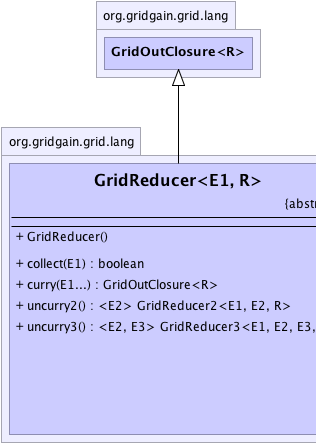 org.gridgain.grid.lang
GridOutClosure<R>
org.gridgain.grid.lang
GridReducer<E1, R>
{abstr
+ GridReducer()
+ collect(E1) : boolean
+ curry(E1...) : GridOutClosure<R>
+ uncurry2() : <E2> GridReducer2<E1, E2, R>
+ uncurry3() : <E2, E3> GridReducer3<E1, E2, E3,